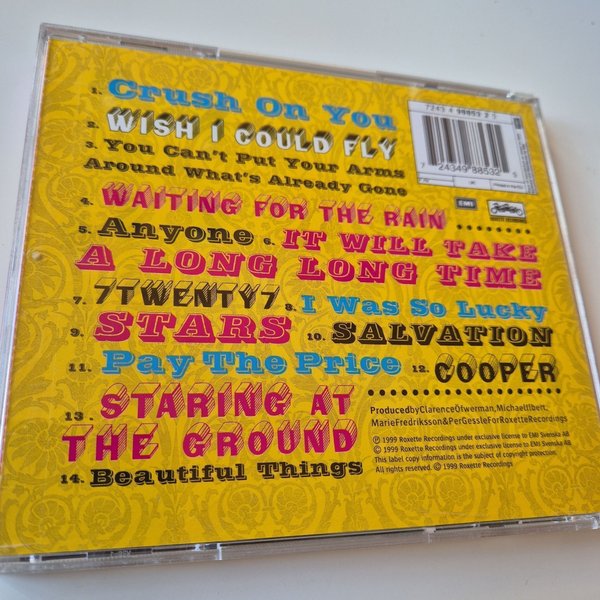 1. Crush On You
2. WISH I COULD FLY
3. You Can't Put Your Arms
Around What's Already Gone
4. WAITING FOR THE RAIN
5. Anyone 6. IT WILL TAKE
A LONG LONG TIME
7. 7TWENTY7 8. I Was So Lucky
9. STARS 10. SALVATION
11. Pay The Price 12. COOPER
13. STARING AT
THE GROUND
14. Beautiful Things
7 24349 88532 5
EMI
Produced by Clarence Öfwerman, Michael Ilbert,
Marie Fredriksson & Per Gessle for Roxette Recordings
℗ 1999 Roxette Recordings under exclusive license to EMI Svenska AB
© 1999 Roxette Recordings under exclusive license to EMI Svenska AB.
This label copy information is the subject of copyright protection.
All rights reserved. © 1999 Roxette Recordings